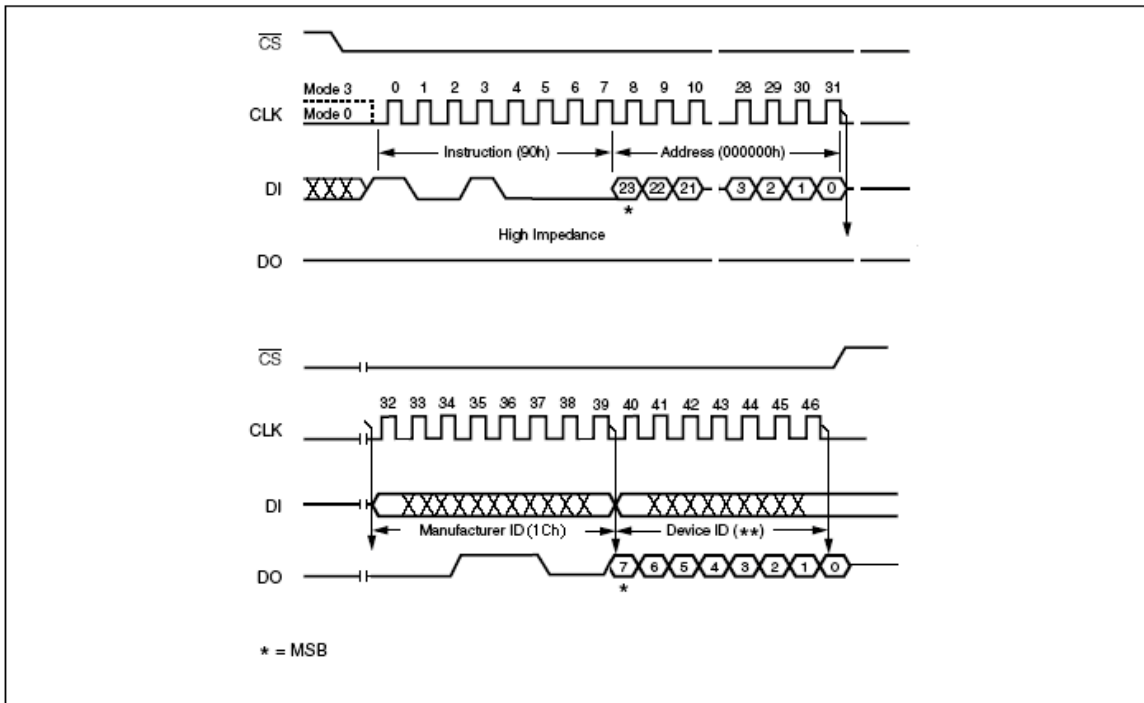 CS
Mode 3
0 1 2 3 4 5 6 7 8 9 10 28 29 30 31
CLK
Mode 0
Instruction (90h)
Address (000000h)
DI
23 22 21 3 2 1 0
*
High Impedance
DO
CS
32 33 34 35 36 37 38 39 40 41 42 43 44 45 46
CLK
DI
Manufacturer ID (1Ch)
Device ID (**)
DO
7 6 5 4 3 2 1 0
*
* = MSB